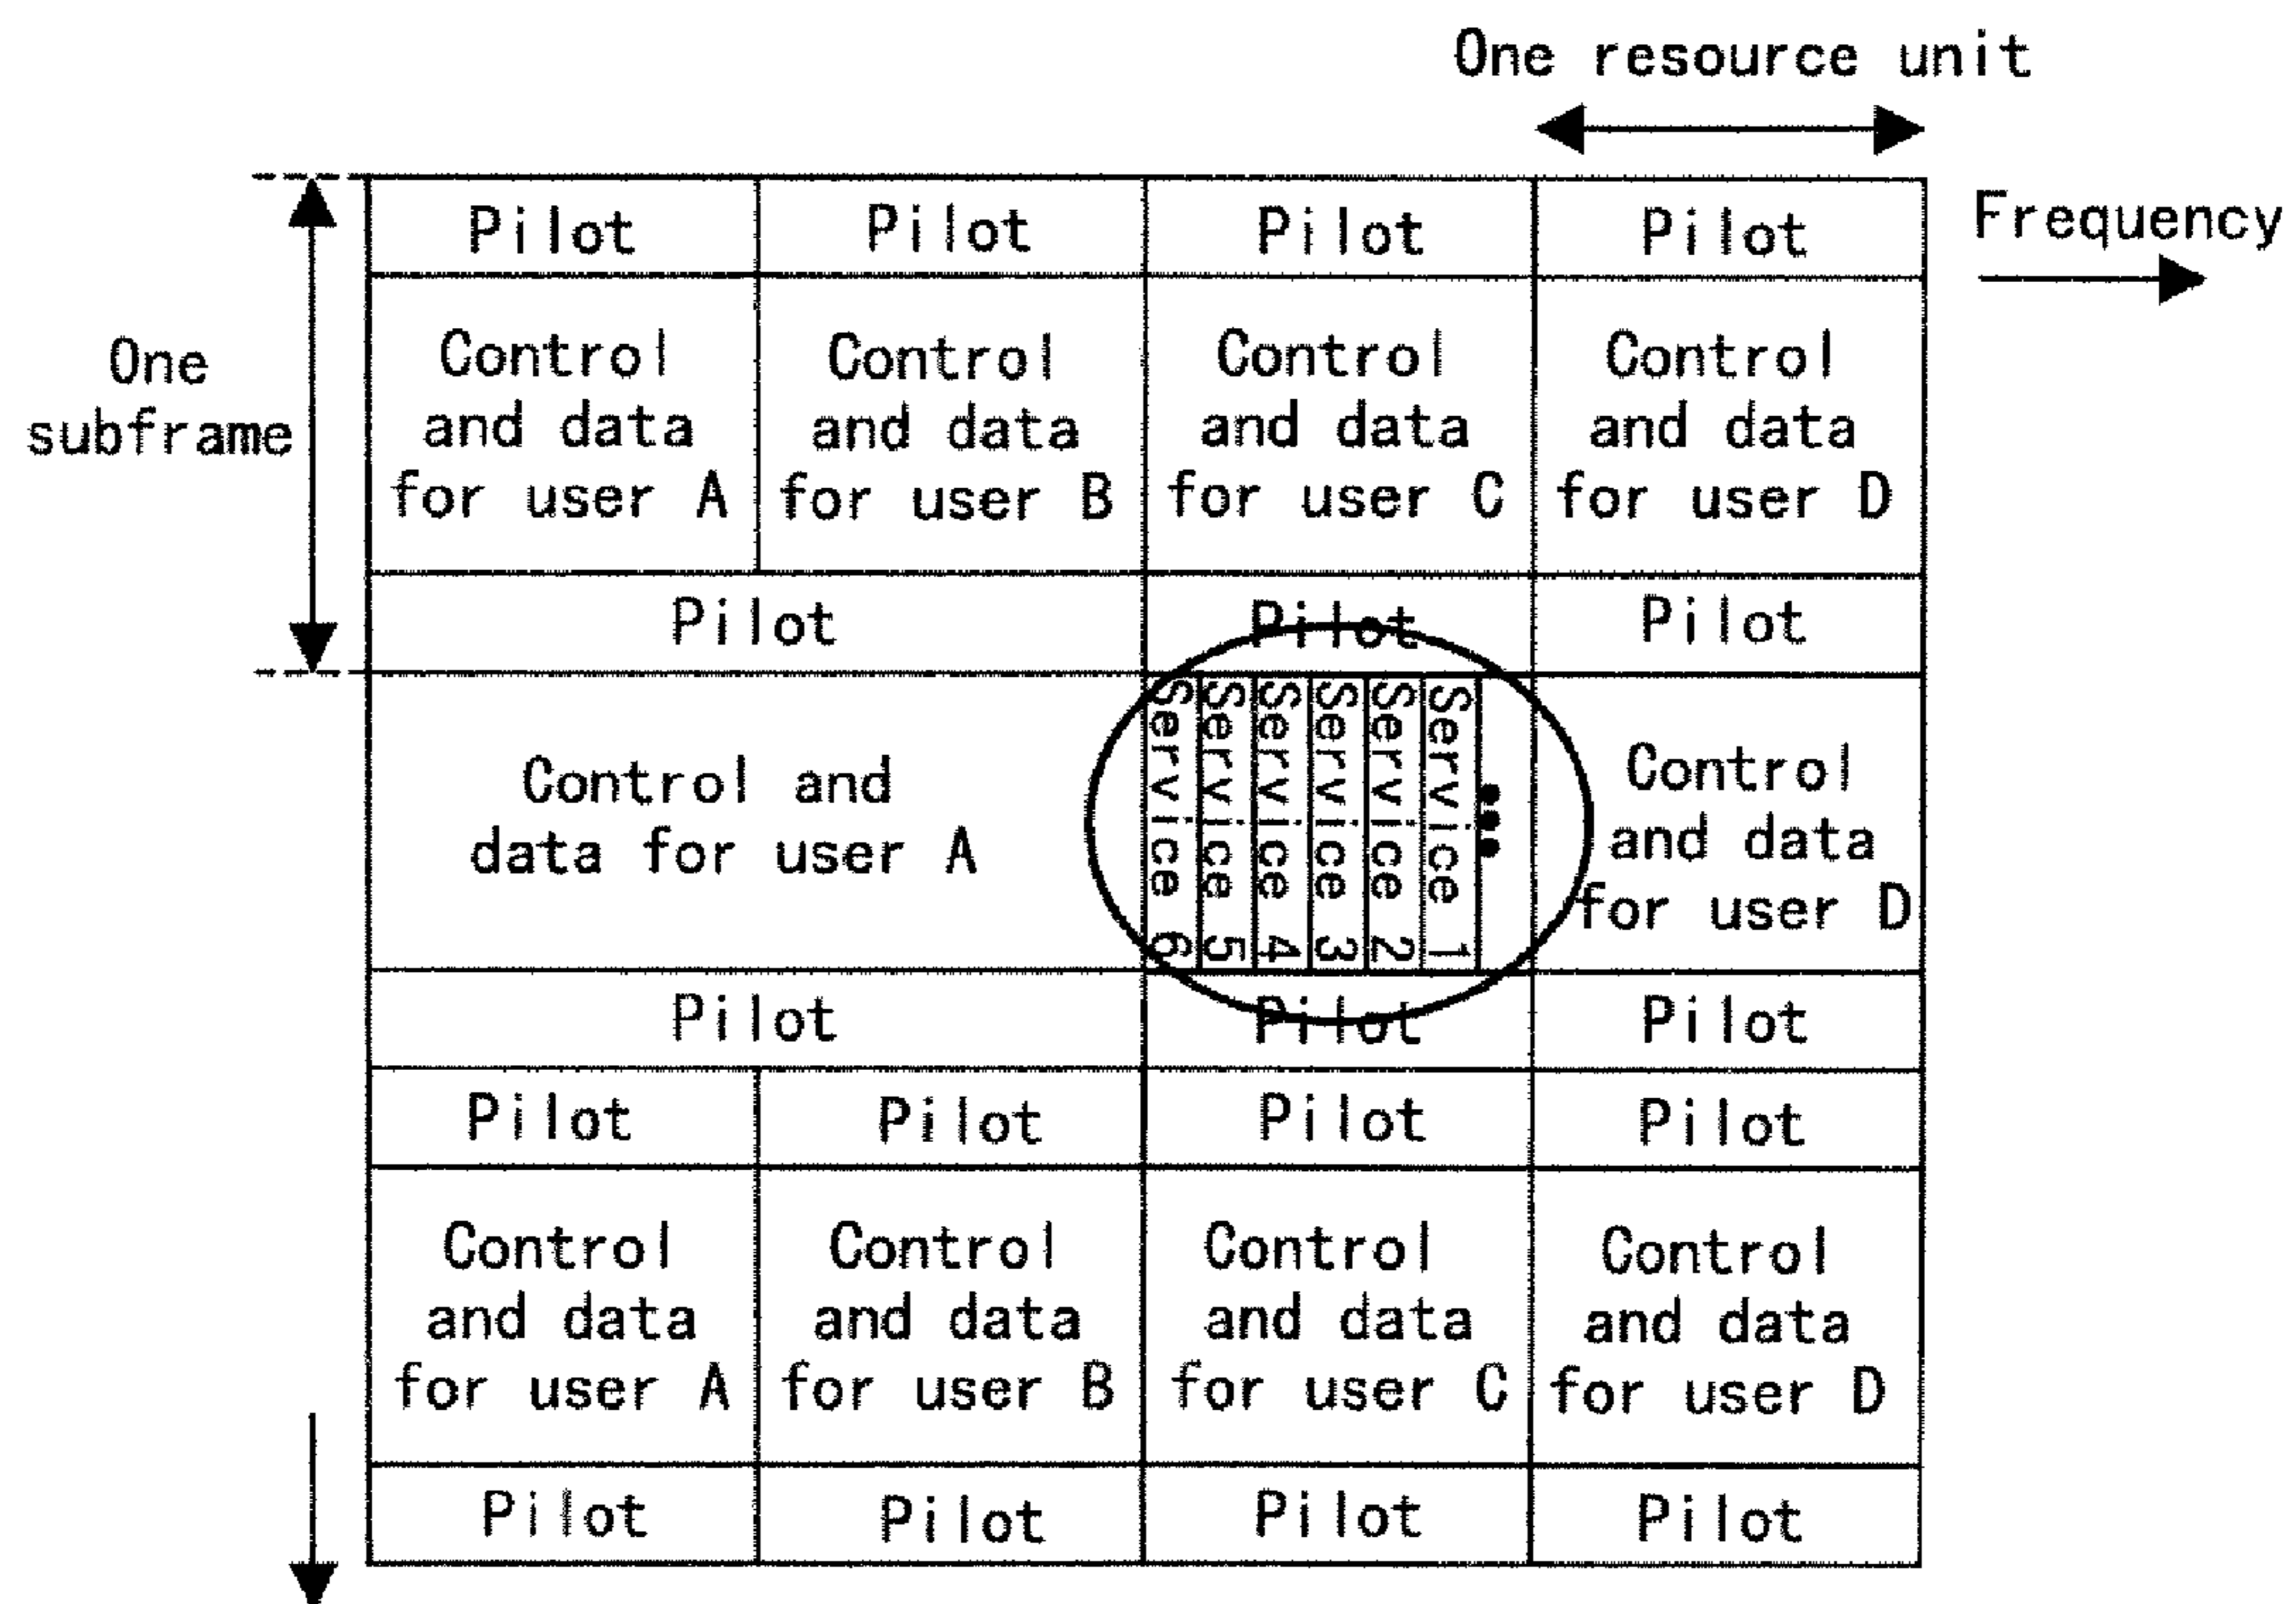 One resource unit
Frequency
Pilot Pilot Pilot Pilot
One
subframe
Control
and data
for user A
Control
and data
for user B
Control
and data
for user C
Control
and data
for user D
Pilot Pilot Pilot
Control and
data for user A
Service 6
Service 5
Service 4
Service 3
Service 2
Service 1
Control
and data
for user D
Pilot Pilot Pilot
Pilot Pilot Pilot Pilot
Control
and data
for user A
Control
and data
for user B
Control
and data
for user C
Control
and data
for user D
Pilot Pilot Pilot Pilot